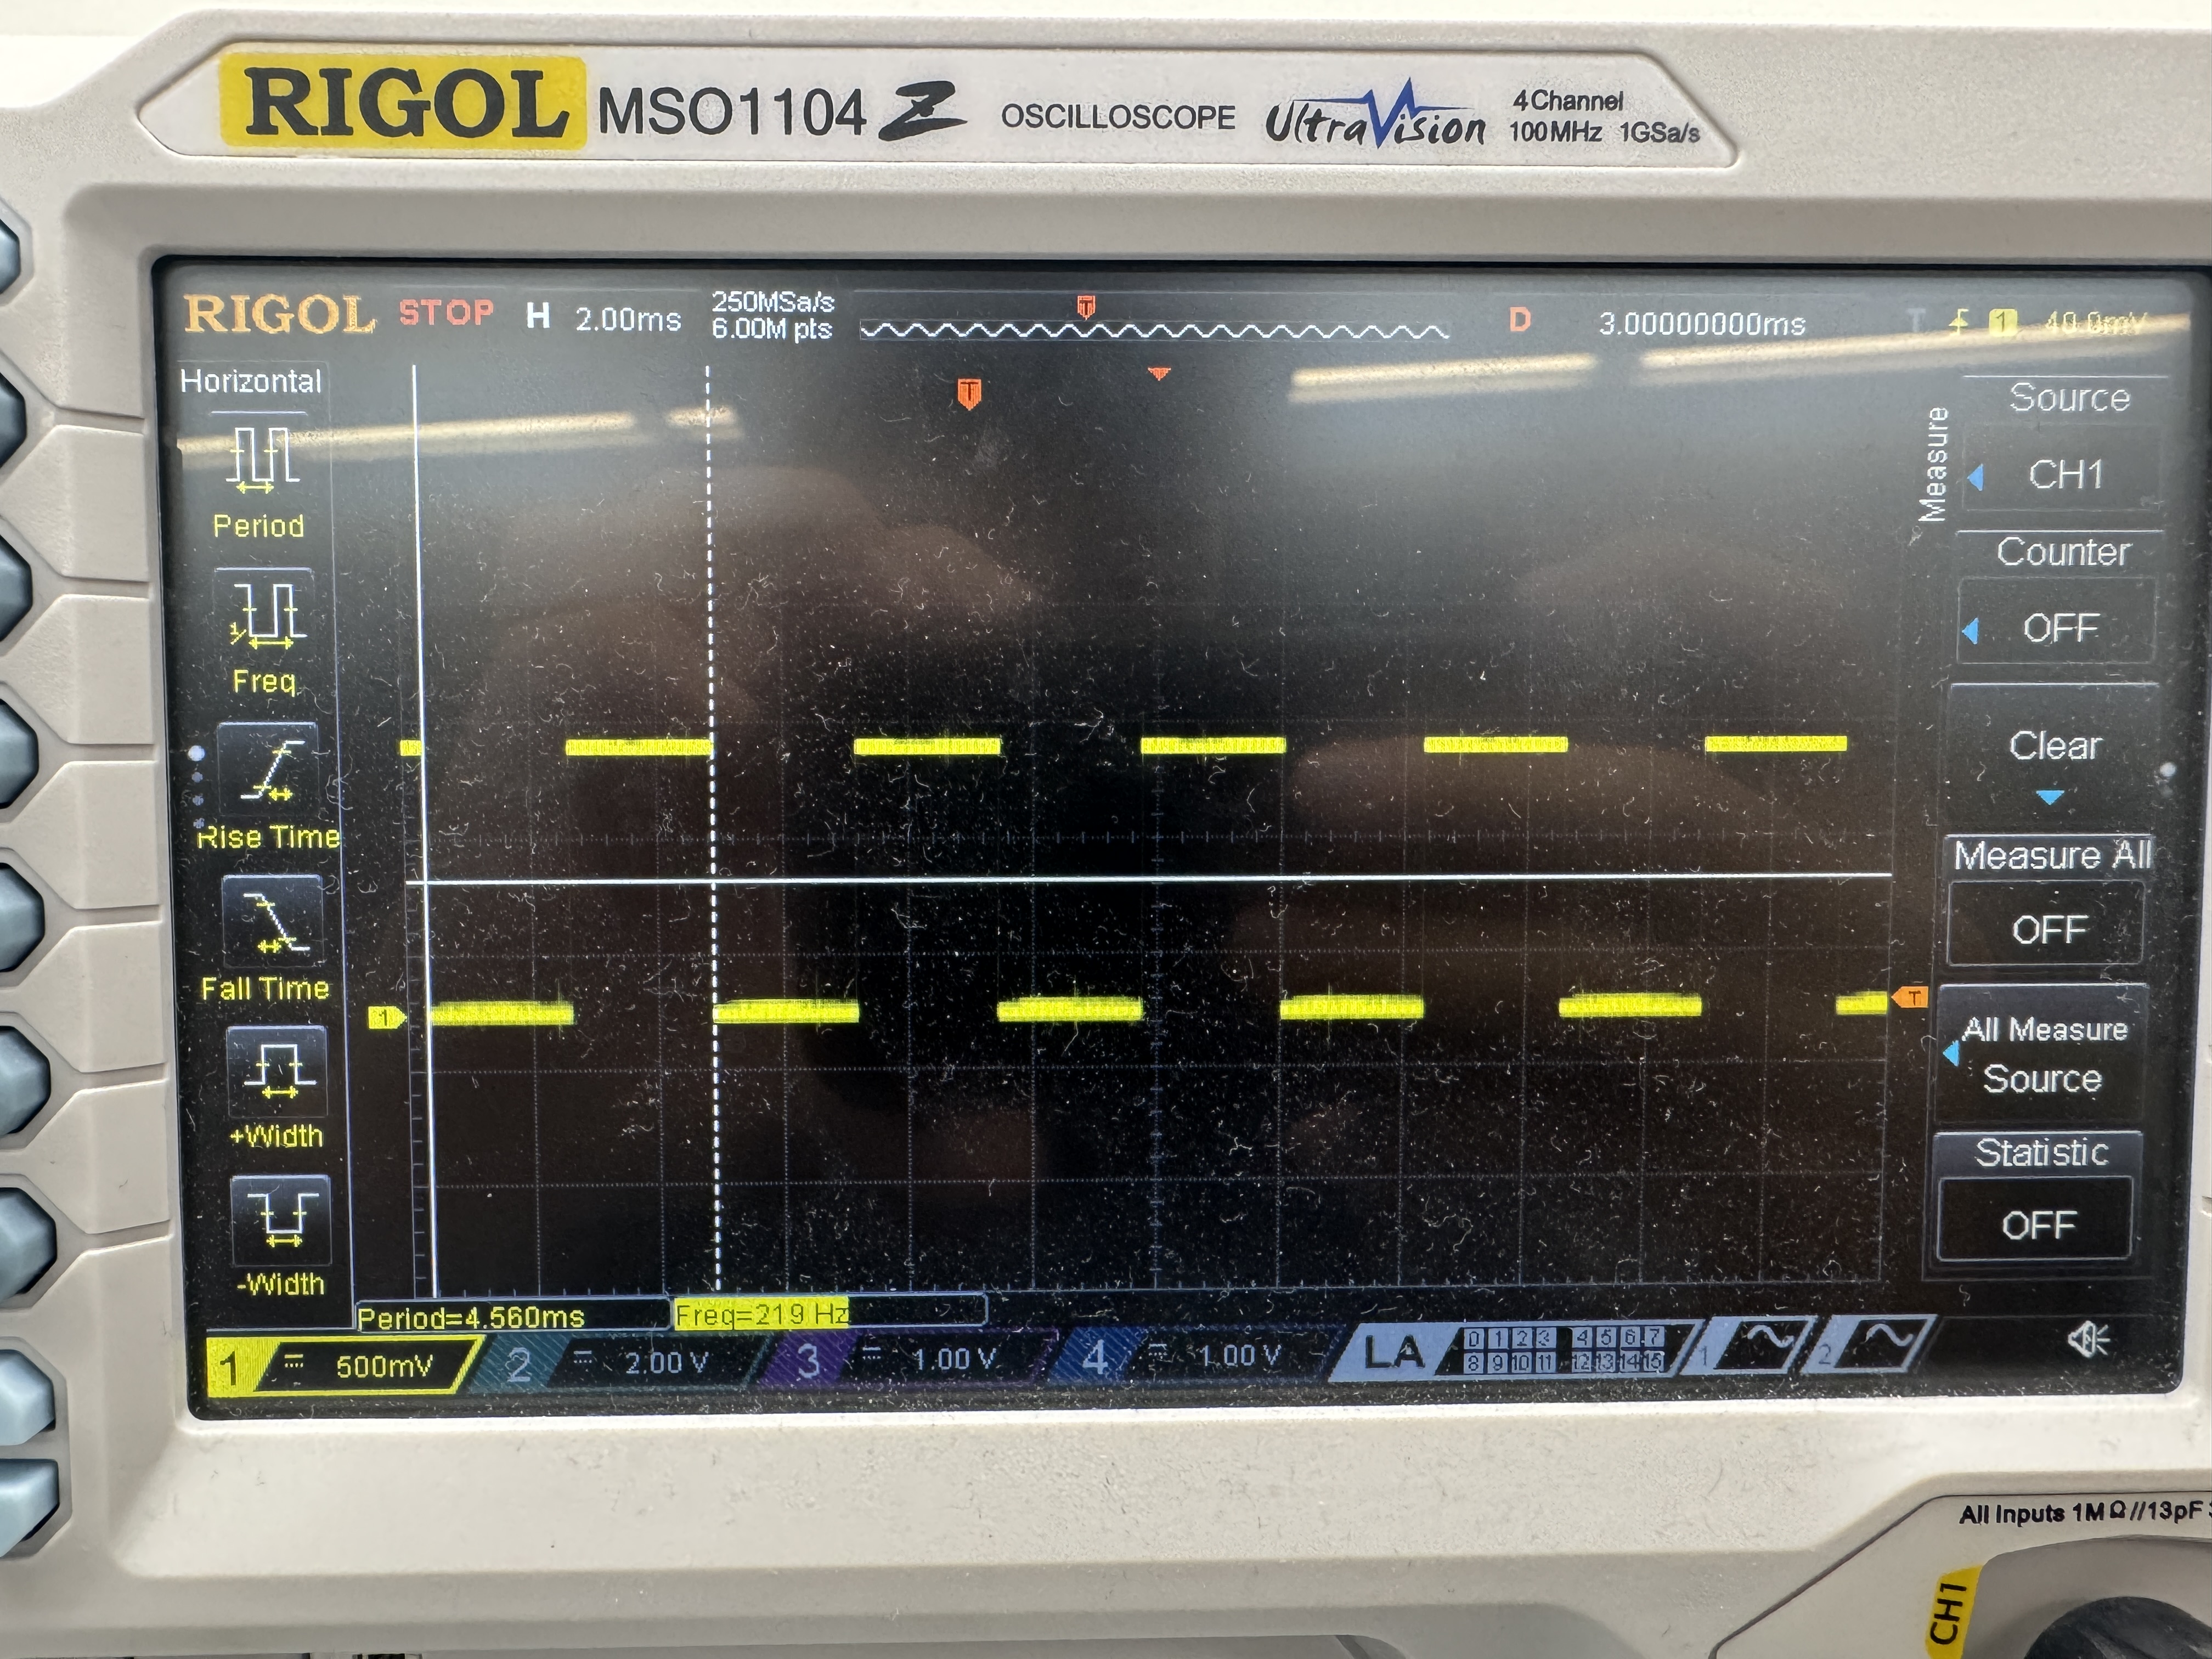 RIGOL MSO1104Z OSCILLOSCOPE UltraVision 4 Channel
100MHz 1GSa/s
RIGOL STOP H 2.00ms 250MSa/s
6.00M pts
T
D 3.00000000ms T 1 40.0mV
Horizontal
T
Period
Freq
Rise Time
Fall Time
+Width
-Width
1
T
Measure
Source
CH1
Counter
OFF
Clear
Measure All
OFF
All Measure
Source
Statistic
OFF
Period=4.560ms Freq=219 Hz
1 500mV 2 2.00 V 3 1.00 V 4 1.00 V LA 0 1 2 3 4 5 6 7
8 9 10 11 12 13 14 15
1 2
All Inputs 1MΩ//13pF
CH1